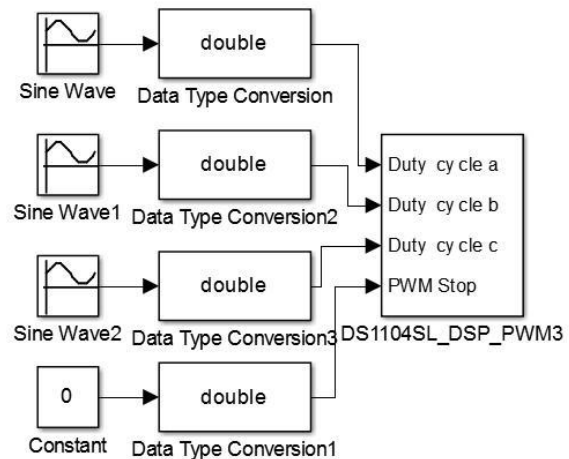 double
Sine Wave
Data Type Conversion
double
Sine Wave1
Data Type Conversion2
double
Sine Wave2
Data Type Conversion3
0
double
Constant
Data Type Conversion1
Duty cy cle a
Duty cy cle b
Duty cy cle c
PWM Stop
DS1104SL_DSP_PWM3